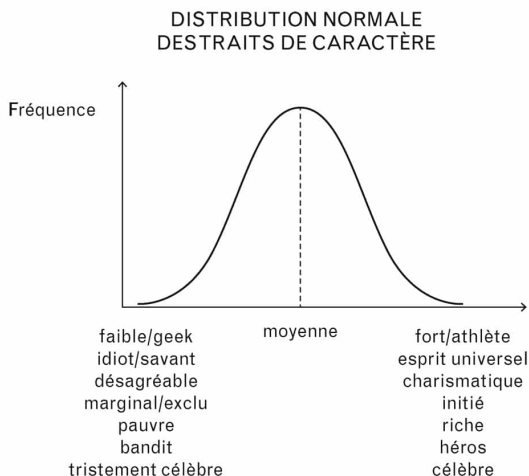 DISTRIBUTION NORMALE
DESTRAITS DE CARACTÈRE
Fréquence
moyenne
faible/geek
idiot/savant
désagréable
marginal/exclu
pauvre
bandit
tristement célèbre
fort/athlète
esprit universel
charismatique
initié
riche
héros
célèbre